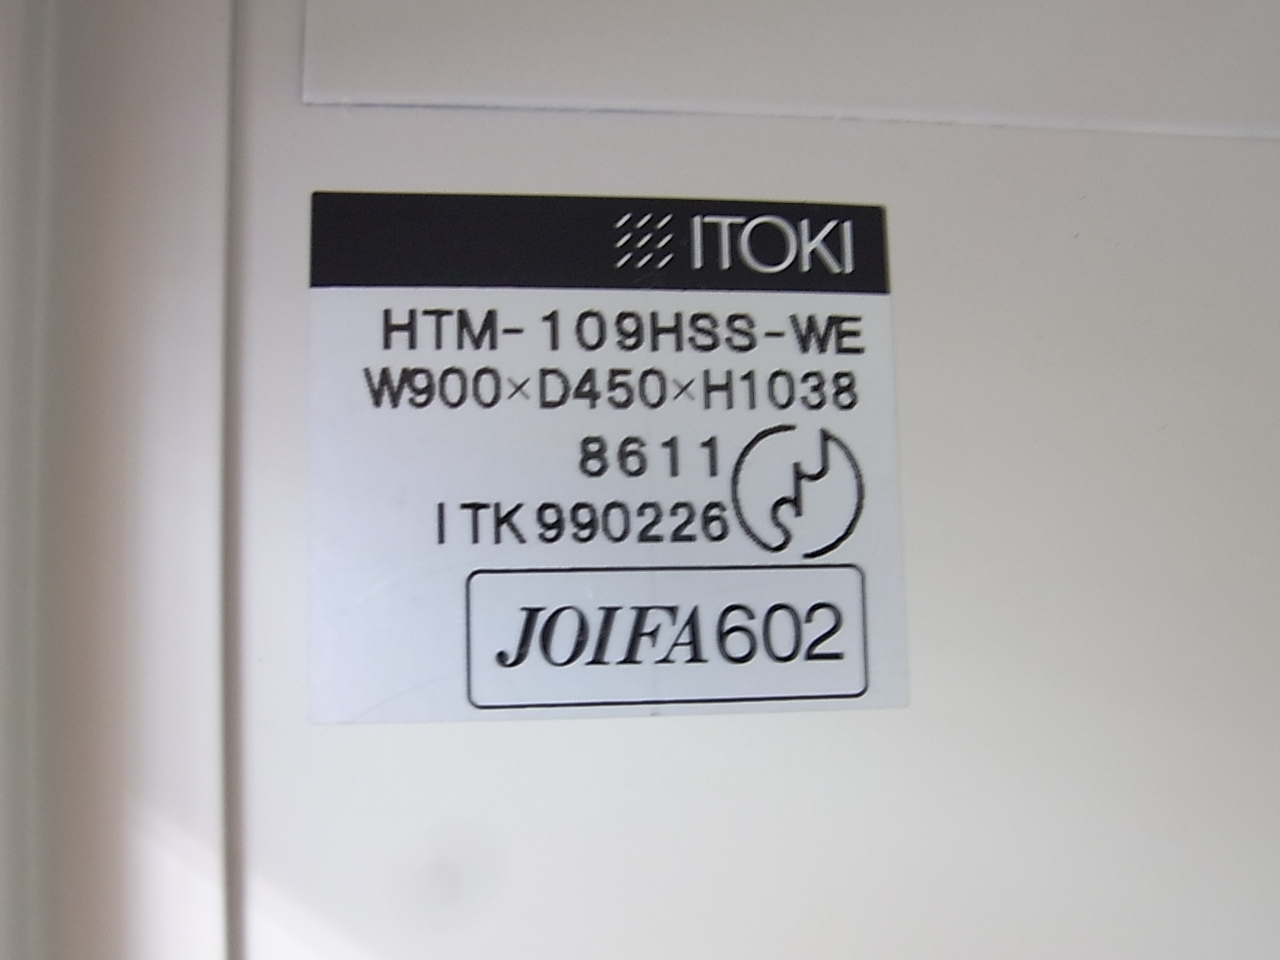 ITOKI
HTM-109HSS-WE
W900×D450×H1038
8611
ITK990226
JOIFA602